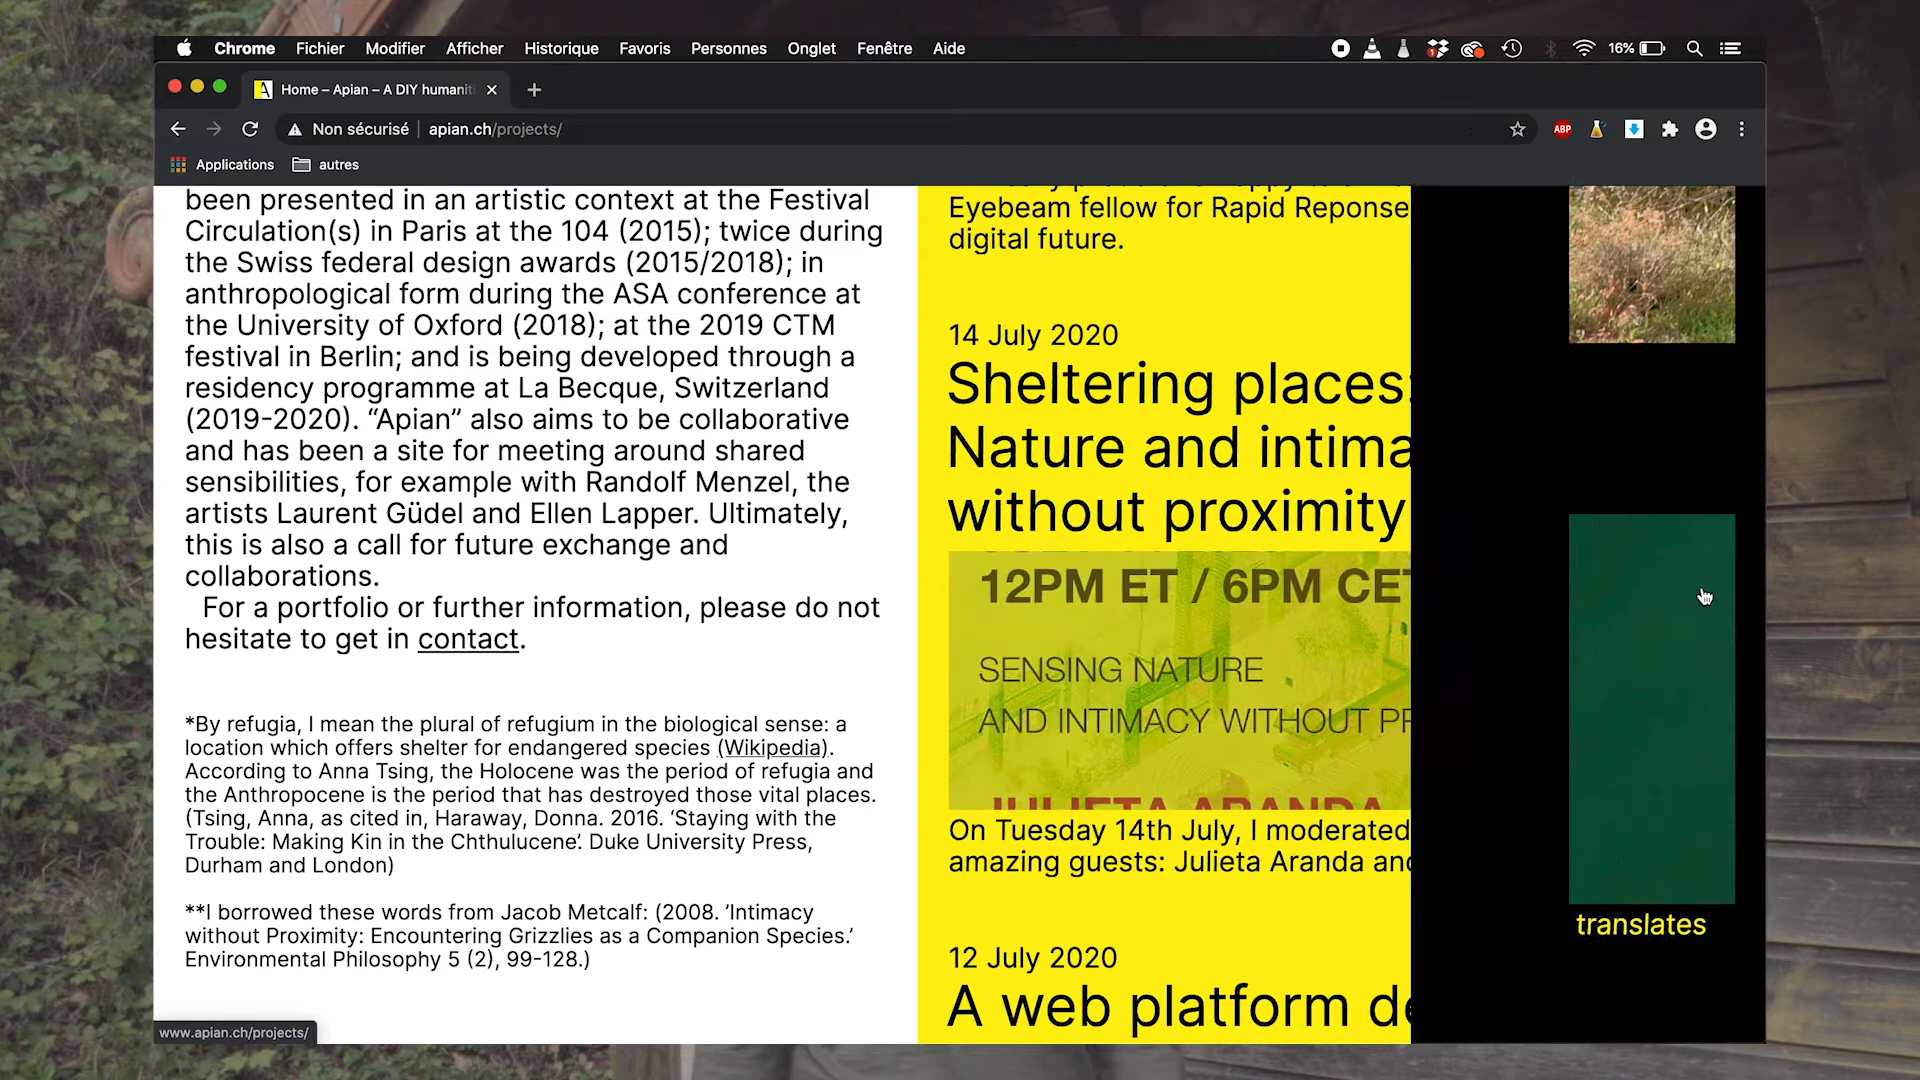 Chrome Fichier Modifier Afficher Historique Favoris Personnes Onglet Fenêtre Aide
16%
Home – Apian – A DIY humanit
Non sécurisé apian.ch/projects/
ABP
Applications autres
been presented in an artistic context at the Festival
Circulation(s) in Paris at the 104 (2015); twice during
the Swiss federal design awards (2015/2018); in
anthropological form during the ASA conference at
the University of Oxford (2018); at the 2019 CTM
festival in Berlin; and is being developed through a
residency programme at La Becque, Switzerland
(2019-2020). “Apian” also aims to be collaborative
and has been a site for meeting around shared
sensibilities, for example with Randolf Menzel, the
artists Laurent Güdel and Ellen Lapper. Ultimately,
this is also a call for future exchange and
collaborations.
For a portfolio or further information, please do not
hesitate to get in contact.
*By refugia, I mean the plural of refugium in the biological sense: a
location which offers shelter for endangered species (Wikipedia).
According to Anna Tsing, the Holocene was the period of refugia and
the Anthropocene is the period that has destroyed those vital places.
(Tsing, Anna, as cited in, Haraway, Donna. 2016. ‘Staying with the
Trouble: Making Kin in the Chthulucene’. Duke University Press,
Durham and London)
**I borrowed these words from Jacob Metcalf: (2008. ’Intimacy
without Proximity: Encountering Grizzlies as a Companion Species.’
Environmental Philosophy 5 (2), 99-128.)
www.apian.ch/projects/
Eyebeam fellow for Rapid Reponse
digital future.
14 July 2020
Sheltering places:
Nature and intima
without proximity
12PM ET / 6PM CET
SENSING NATURE
AND INTIMACY WITHOUT PR
JULIETA ARANDA
On Tuesday 14th July, I moderated
amazing guests: Julieta Aranda and
12 July 2020
A web platform de
translates